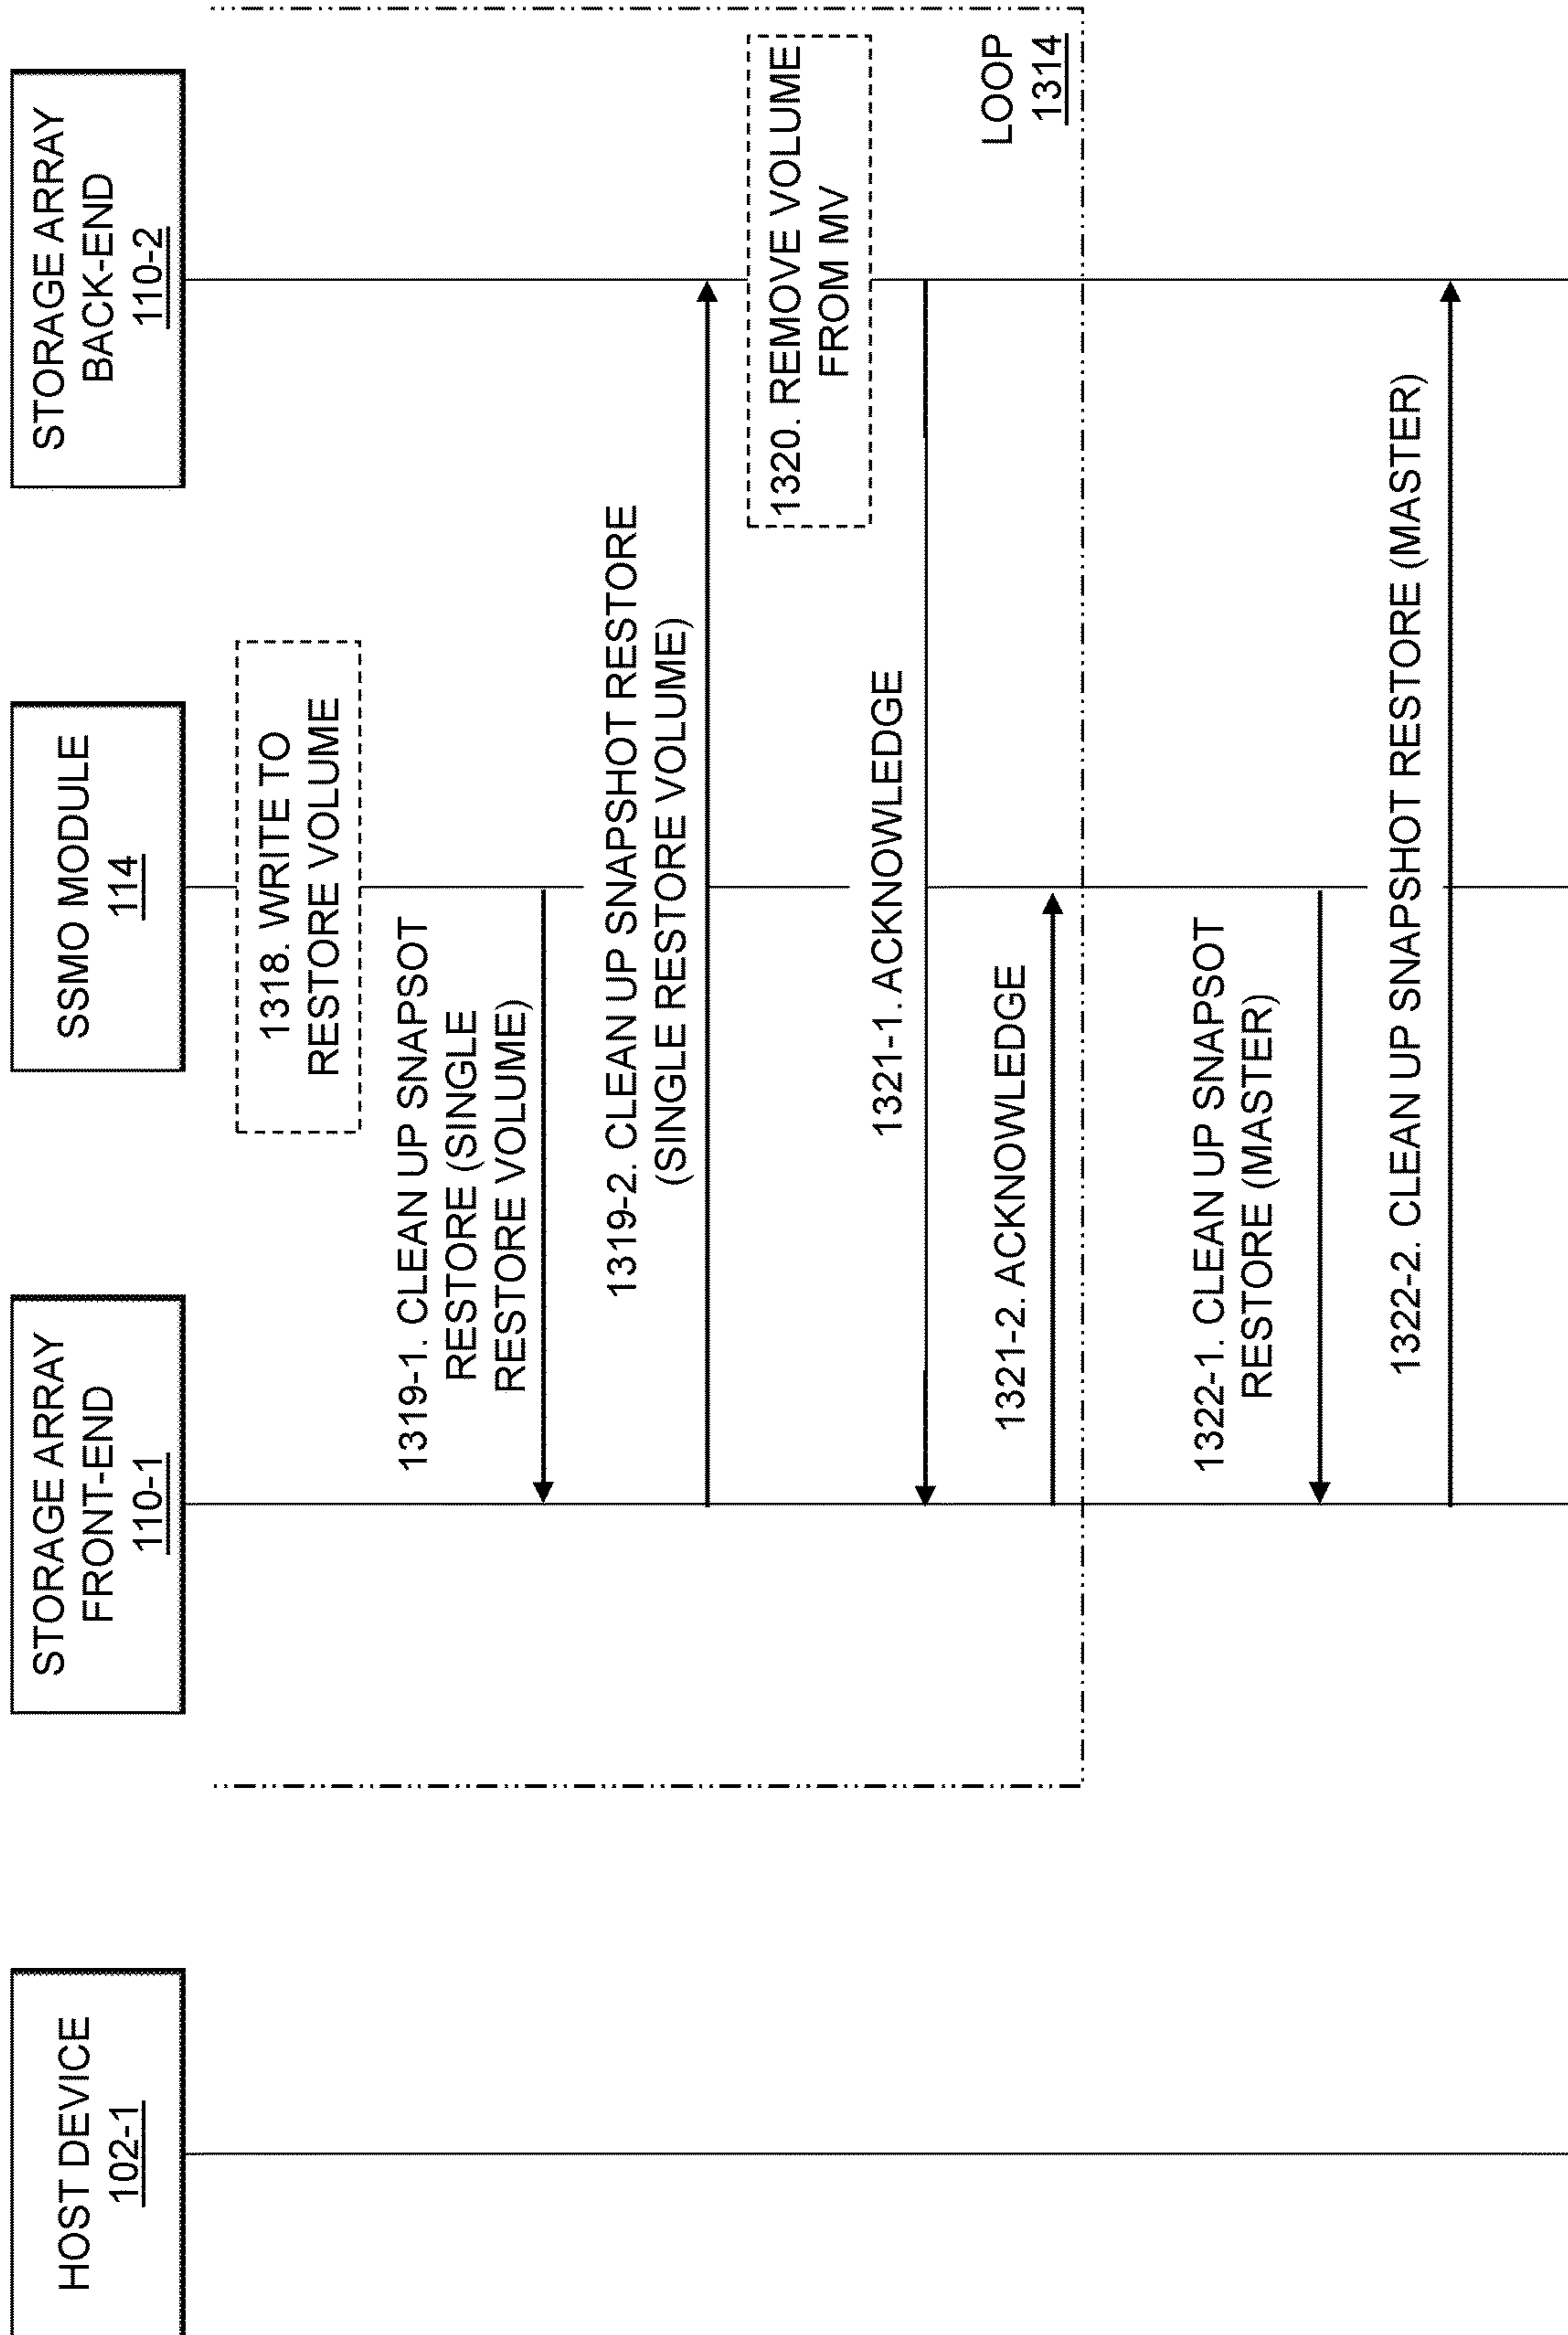 HOST DEVICE
102-1
STORAGE ARRAY
FRONT-END
110-1
SSMO MODULE
114
STORAGE ARRAY
BACK-END
110-2
1318. WRITE TO
RESTORE VOLUME
1319-1. CLEAN UP SNAPSOT
RESTORE (SINGLE
RESTORE VOLUME)
1319-2. CLEAN UP SNAPSHOT RESTORE
(SINGLE RESTORE VOLUME)
1320. REMOVE VOLUME
FROM MV
1321-1. ACKNOWLEDGE
1321-2. ACKNOWLEDGE
LOOP
1314
1322-1. CLEAN UP SNAPSOT
RESTORE (MASTER)
1322-2. CLEAN UP SNAPSHOT RESTORE (MASTER)